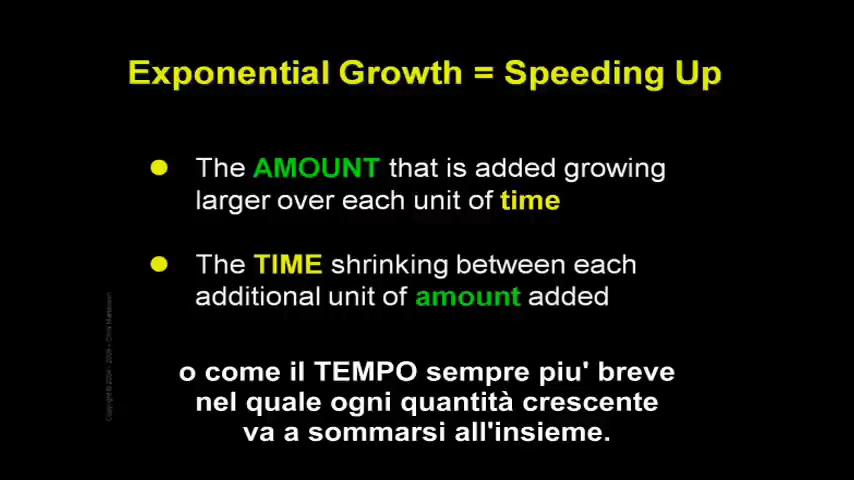 Exponential Growth = Speeding Up
The AMOUNT that is added growing
larger over each unit of time
The TIME shrinking between each
additional unit of amount added
o come il TEMPO sempre piu' breve
nel quale ogni quantità crescente
va a sommarsi all'insieme.